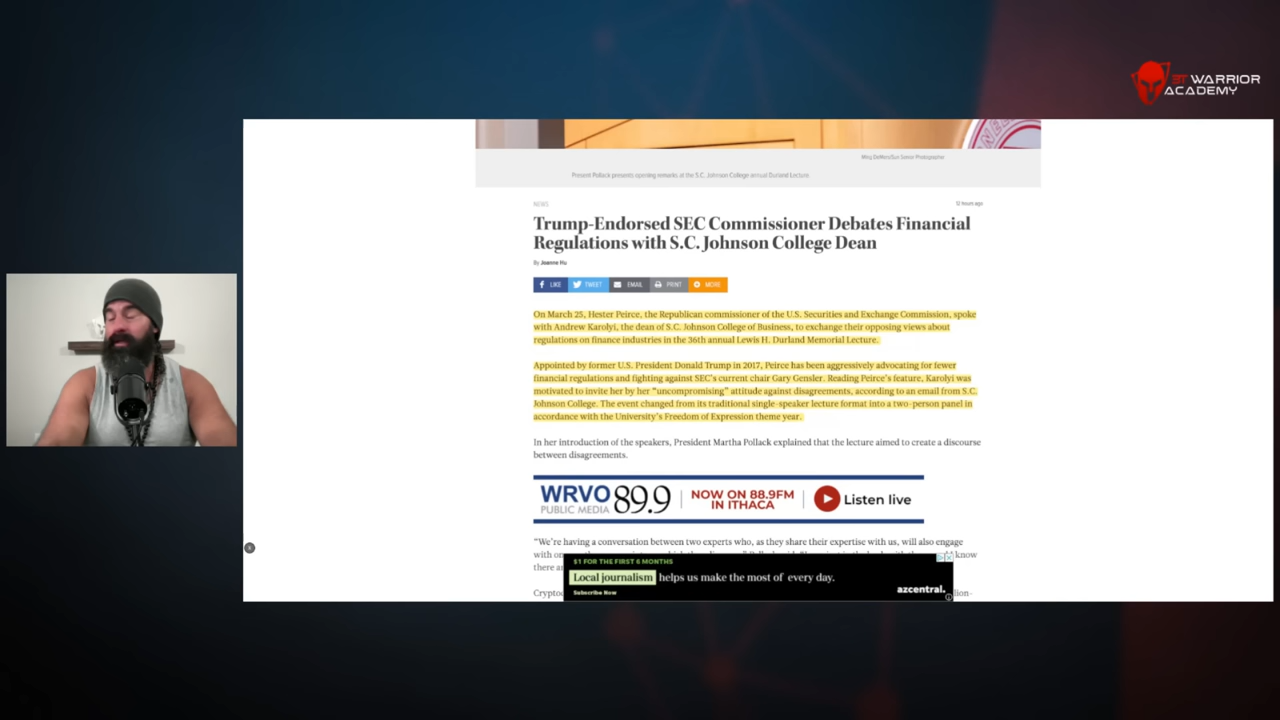 3T WARRIOR
ACADEMY
Ming DeMers/Sun Senior Photographer
Present Pollack presents opening remarks at the S.C. Johnson College annual Durland Lecture.
NEWS
12 hours ago
Trump-Endorsed SEC Commissioner Debates Financial
Regulations with S.C. Johnson College Dean
By Joanne Hu
LIKE
TWEET
EMAIL
PRINT
MORE
On March 25, Hester Peirce, the Republican commissioner of the U.S. Securities and Exchange Commission, spoke
with Andrew Karolyi, the dean of S.C. Johnson College of Business, to exchange their opposing views about
regulations on finance industries in the 36th annual Lewis H. Durland Memorial Lecture.
Appointed by former U.S. President Donald Trump in 2017, Peirce has been aggressively advocating for fewer
financial regulations and fighting against SEC's current chair Gary Gensler. Reading Peirce's feature, Karolyi was
motivated to invite her by her "uncompromising" attitude against disagreements, according to an email from S.C.
Johnson College. The event changed from its traditional single-speaker lecture format into a two-person panel in
accordance with the University's Freedom of Expression theme year.
In her introduction of the speakers, President Martha Pollack explained that the lecture aimed to create a discourse
between disagreements.
WRVO 89.9
PUBLIC MEDIA
NOW ON 88.9FM
IN ITHACA
Listen live
"We're having a conversation between two experts who, as they share their expertise with us, will also engage
with know
there
$1 FOR THE FIRST 6 MONTHS
Local journalism helps us make the most of every day.
Subscribe Now
azcentral.